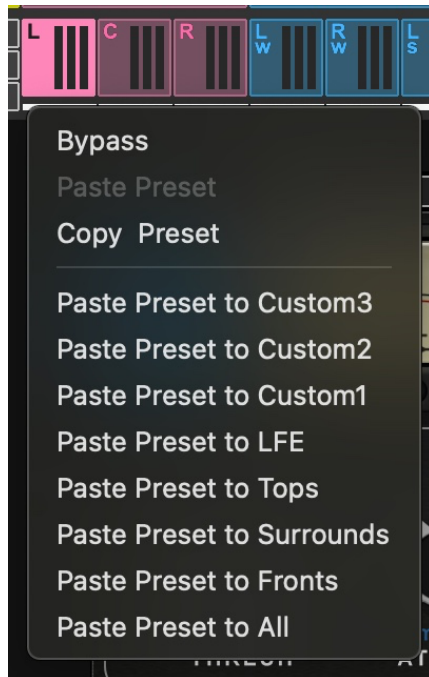 L C R L W R W L S
Bypass
Paste Preset
Copy Preset
Paste Preset to Custom3
Paste Preset to Custom2
Paste Preset to Custom1
Paste Preset to LFE
Paste Preset to Tops
Paste Preset to Surrounds
Paste Preset to Fronts
Paste Preset to All